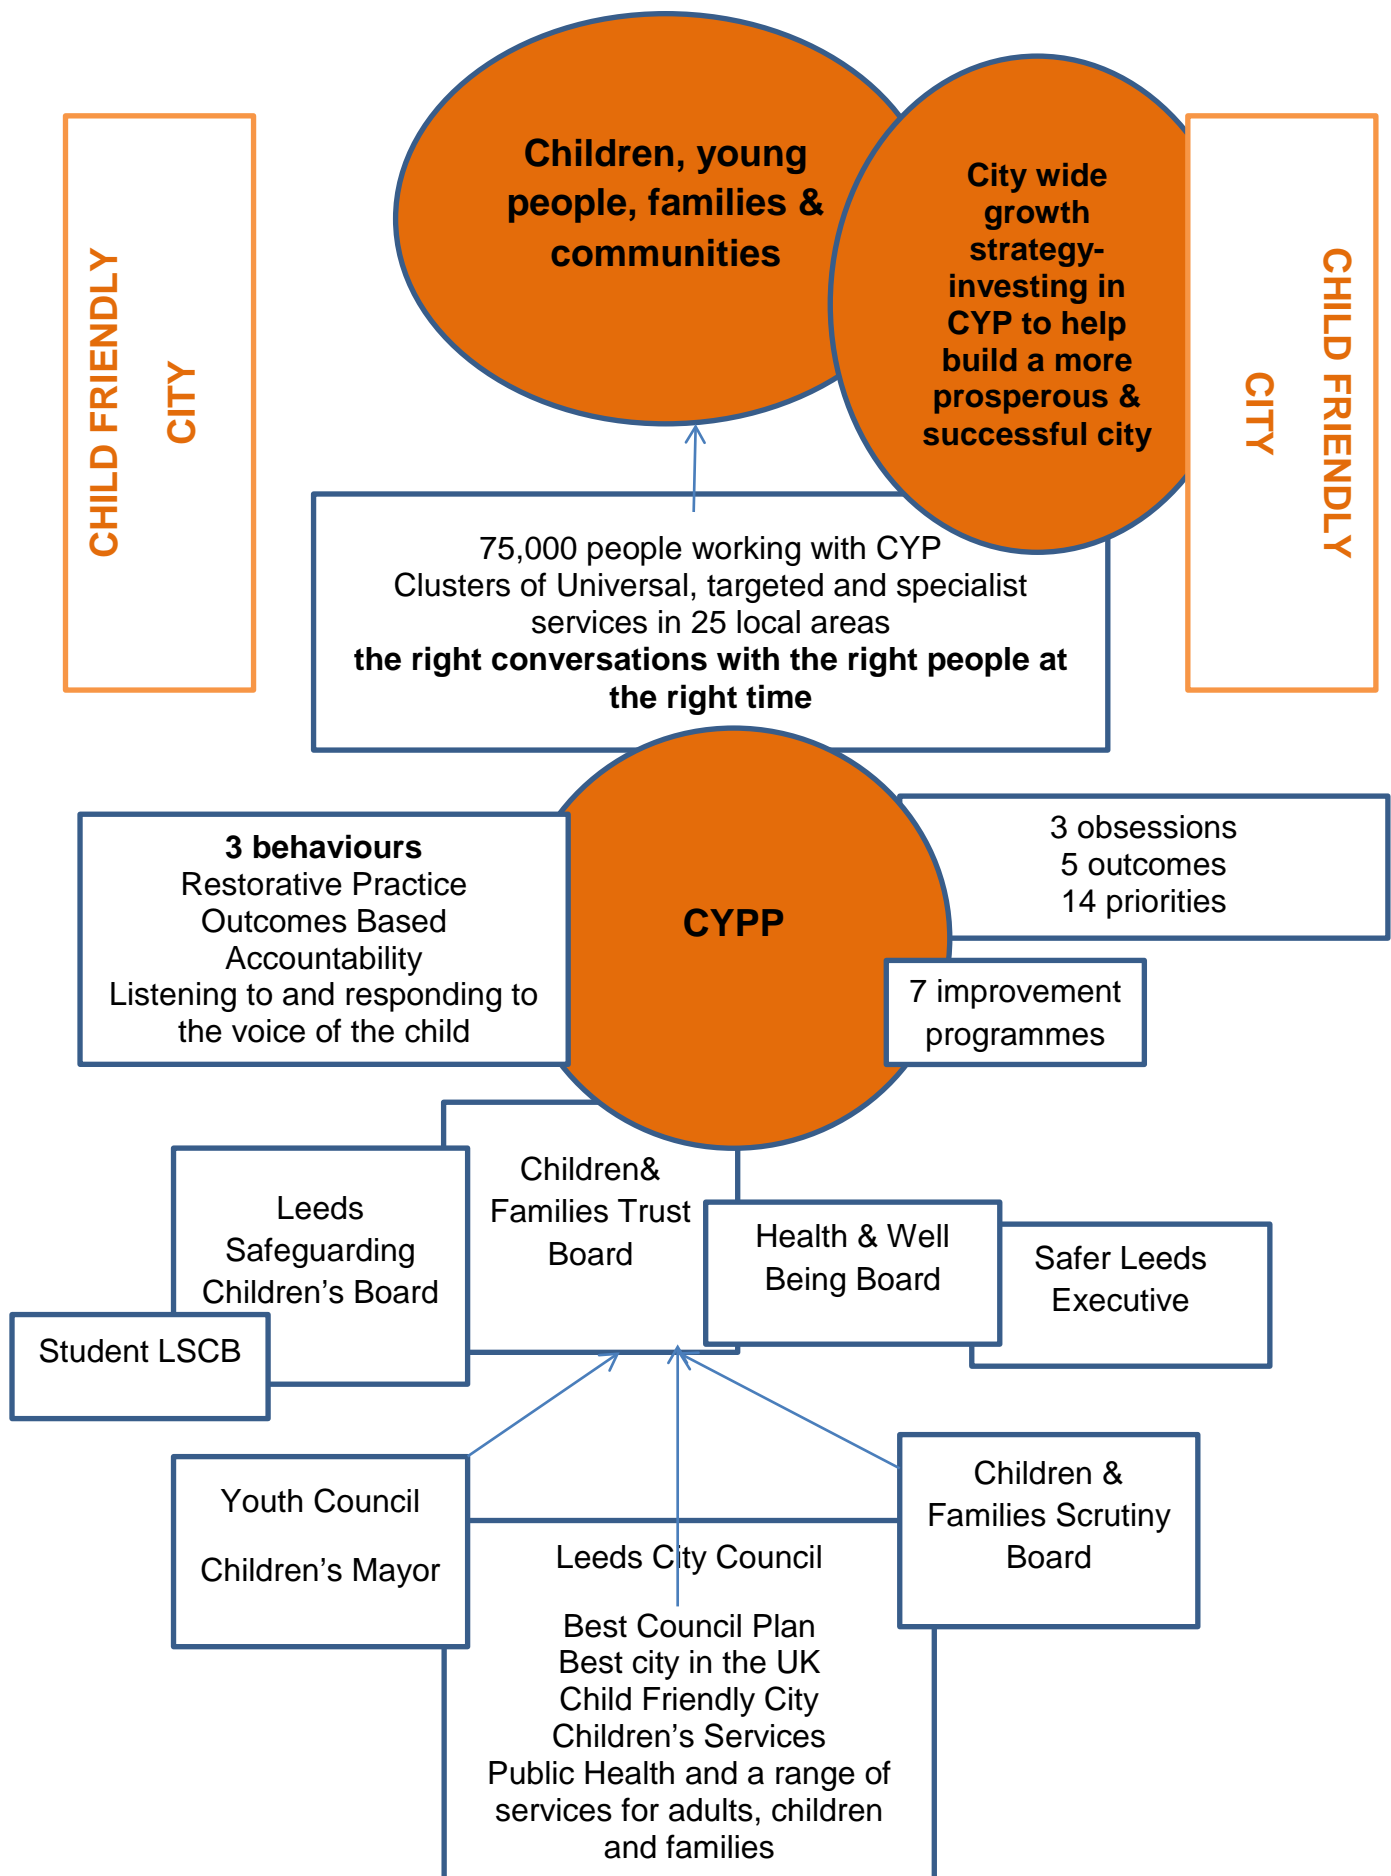 Children, young
people, families &
communities
City wide
growth
strategy-
investing in
CYP to help
build a more
prosperous &
successful city
CHILD FRIENDLY
CITY
CHILD FRIENDLY
CITY
75,000 people working with CYP
Clusters of Universal, targeted and specialist
services in 25 local areas
the right conversations with the right people at
the right time
3 behaviours
Restorative Practice
Outcomes Based
Accountability
Listening to and responding to
the voice of the child
CYPP
3 obsessions
5 outcomes
14 priorities
7 improvement
programmes
Leeds
Safeguarding
Children’s Board
Student LSCB
Children&
Families Trust
Board
Health & Well
Being Board
Safer Leeds
Executive
Youth Council
Children’s Mayor
Children &
Families Scrutiny
Board
Leeds City Council
Best Council Plan
Best city in the UK
Child Friendly City
Children’s Services
Public Health and a range of
services for adults, children
and families